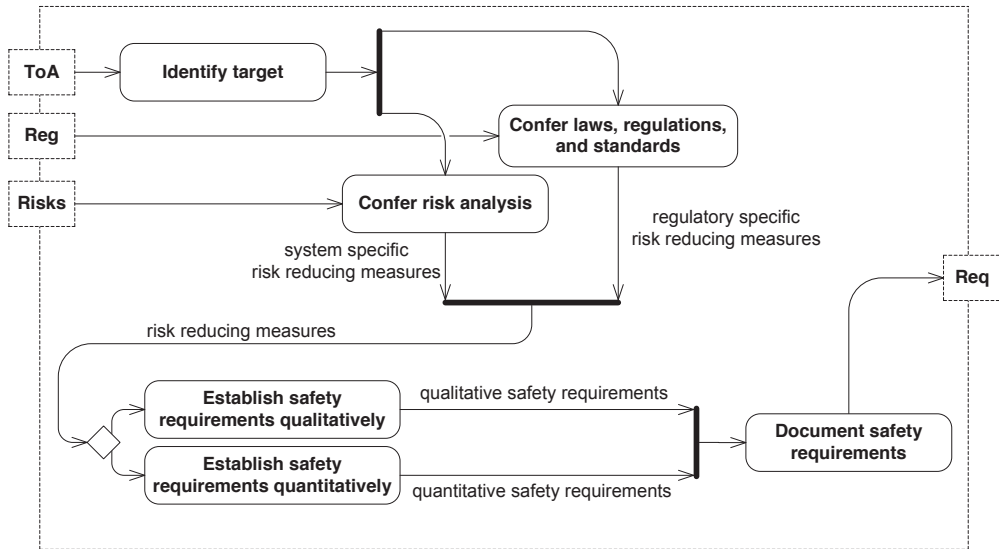 ToA
Identify target
Reg
Confer laws, regulations,
and standards
Risks
Confer risk analysis
system specific
risk reducing measures
regulatory specific
risk reducing measures
Req
risk reducing measures
Establish safety
requirements qualitatively
qualitative safety requirements
Document safety
requirements
Establish safety
requirements quantitatively
quantitative safety requirements